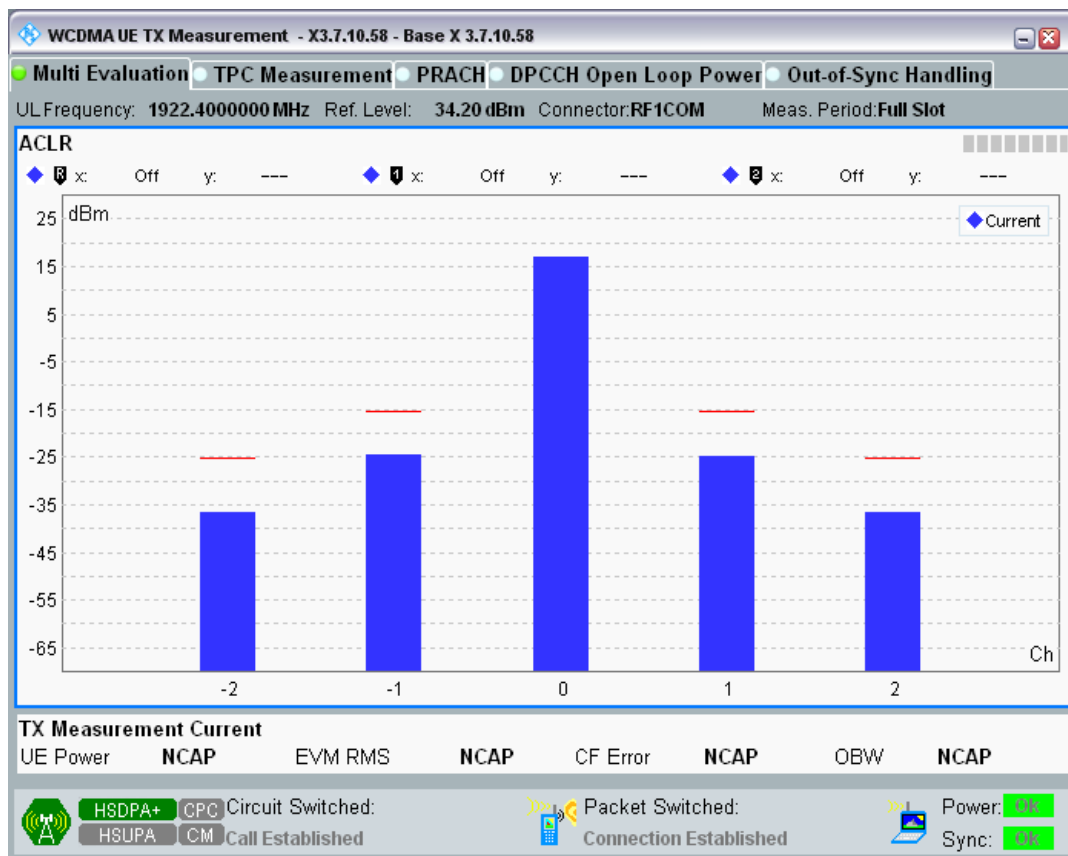 WCDMA UE TX Measurement - X3.7.10.58 - Base X 3.7.10.58
Multi Evaluation TPC Measurement PRACH DPCCH Open Loop Power Out-of-Sync Handling
UL Frequency: 1922.4000000 MHz Ref. Level: 34.20 dBm Connector:RF1COM Meas. Period:Full Slot
ACLR
R x: Off y: --- 1 x: Off y: --- 2 x: Off y: ---
25 dBm Current
15
5
-5
-15
-25
-35
-45
-55
-65 Ch
-2 -1 0 1 2
TX Measurement Current
UE Power NCAP EVM RMS NCAP CF Error NCAP OBW NCAP
HSDPA+ CPC Circuit Switched: Packet Switched: Power: OK
HSUPA CM Call Established Connection Established Sync: OK